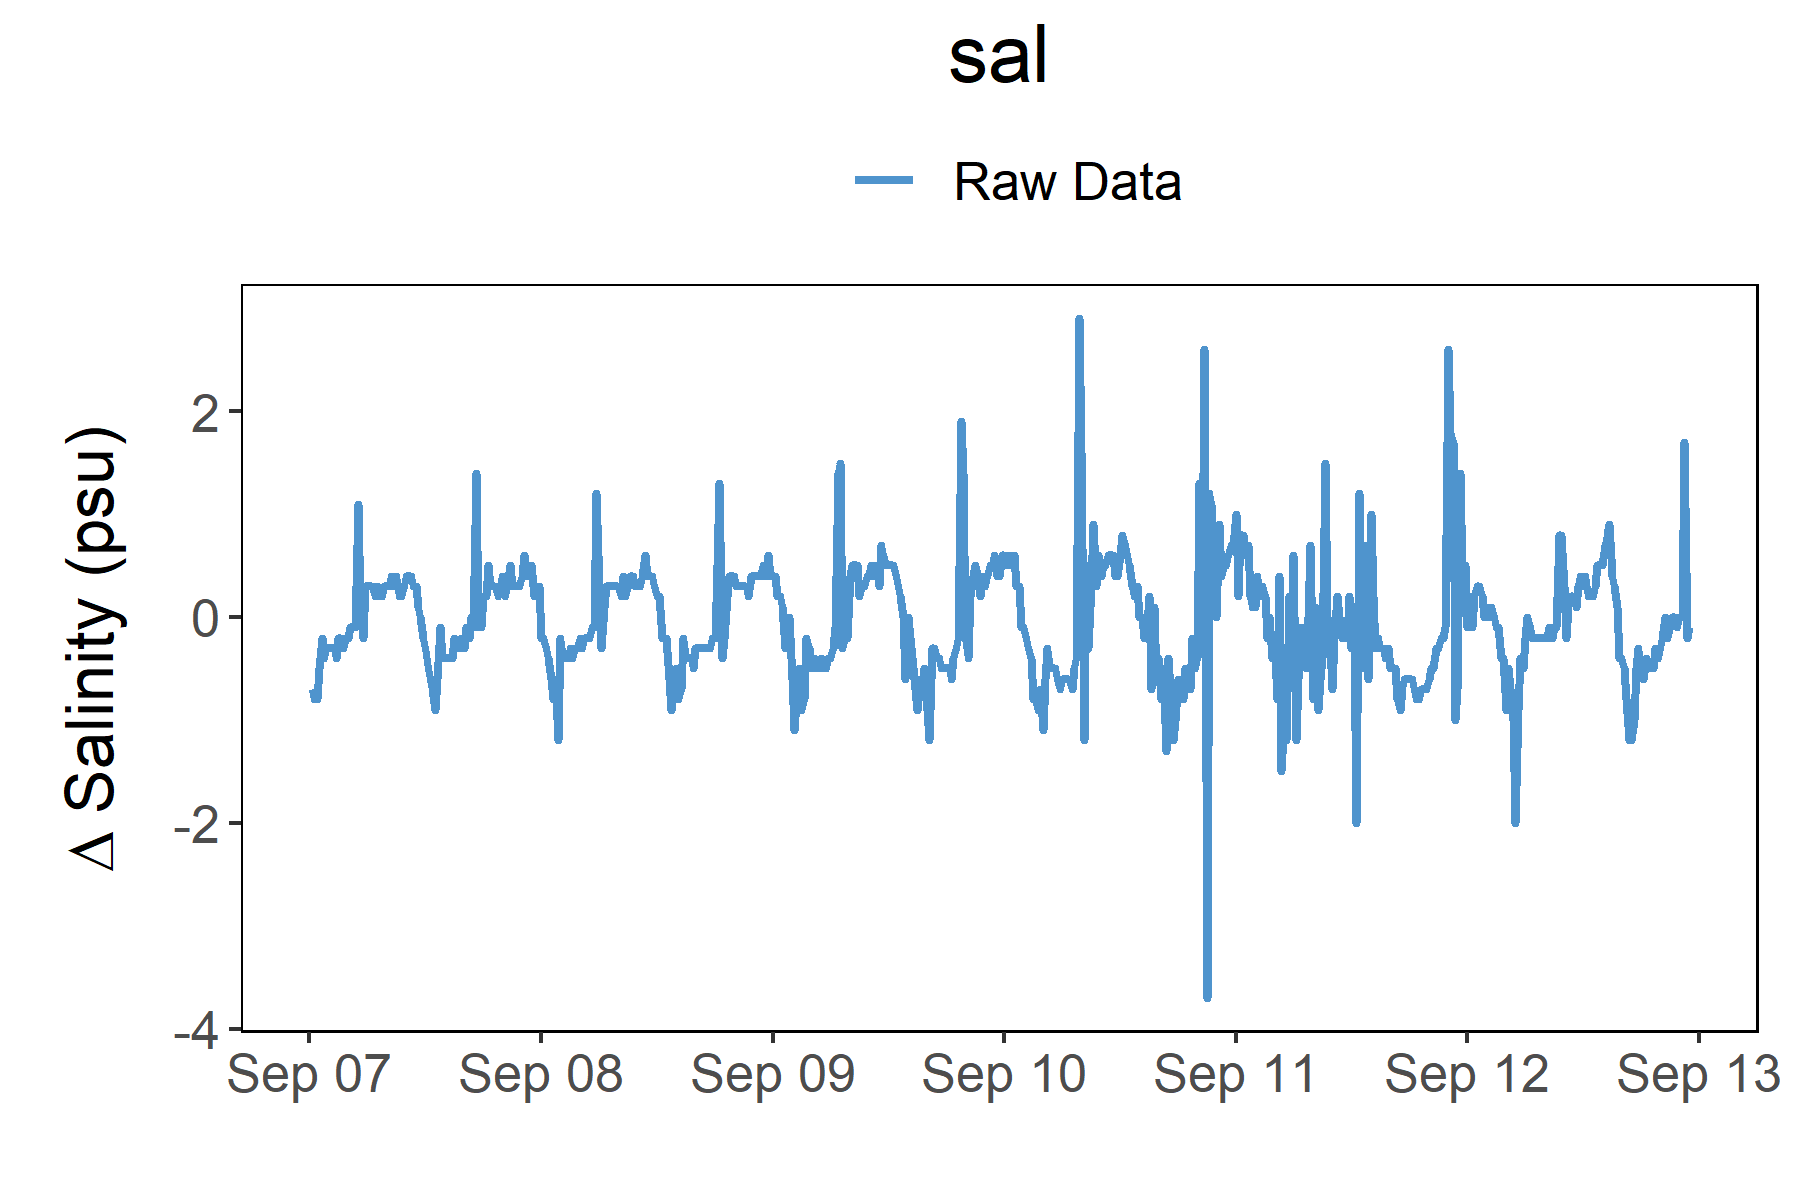 sal
Raw Data
Δ Salinity (psu)
2
0
-2
-4
Sep 07 Sep 08 Sep 09 Sep 10 Sep 11 Sep 12 Sep 13